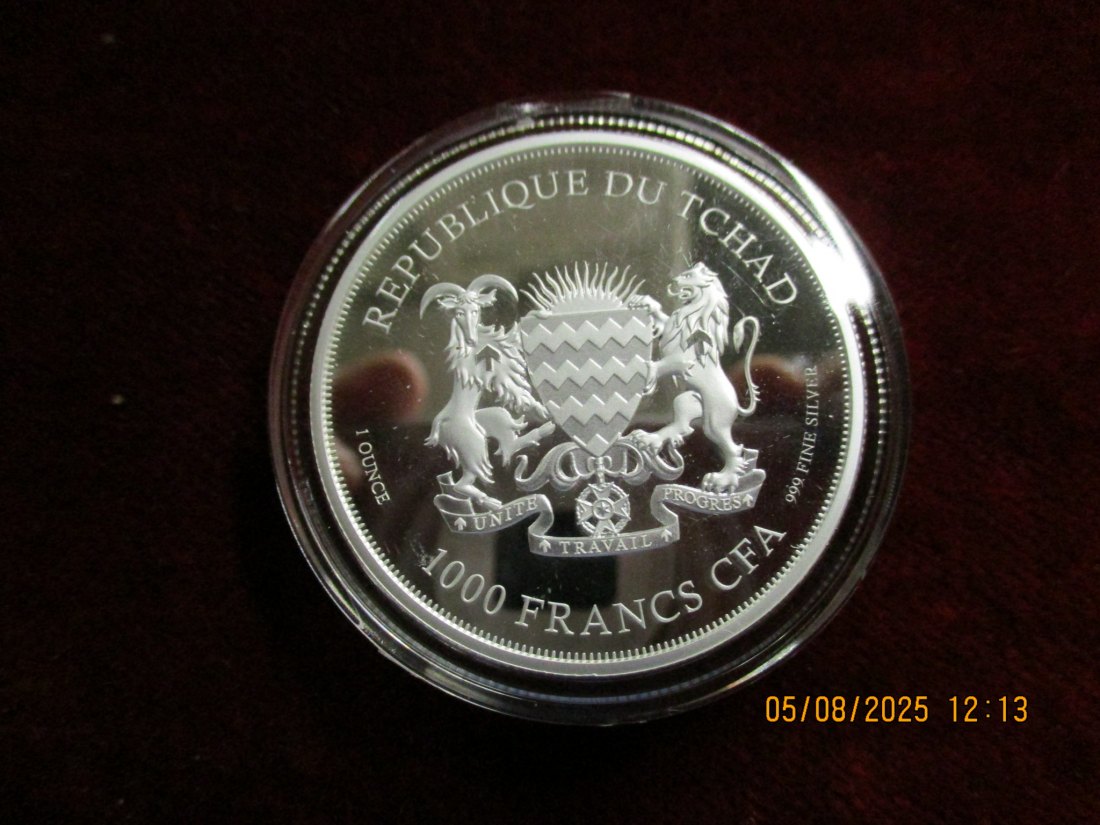 REPUBLIQUE DU TCHAD
1 OUNCE
999 FINE SILVER
UNITE
TRAVAIL
PROGRES
1000 FRANCS CFA
05/08/2025 12:13